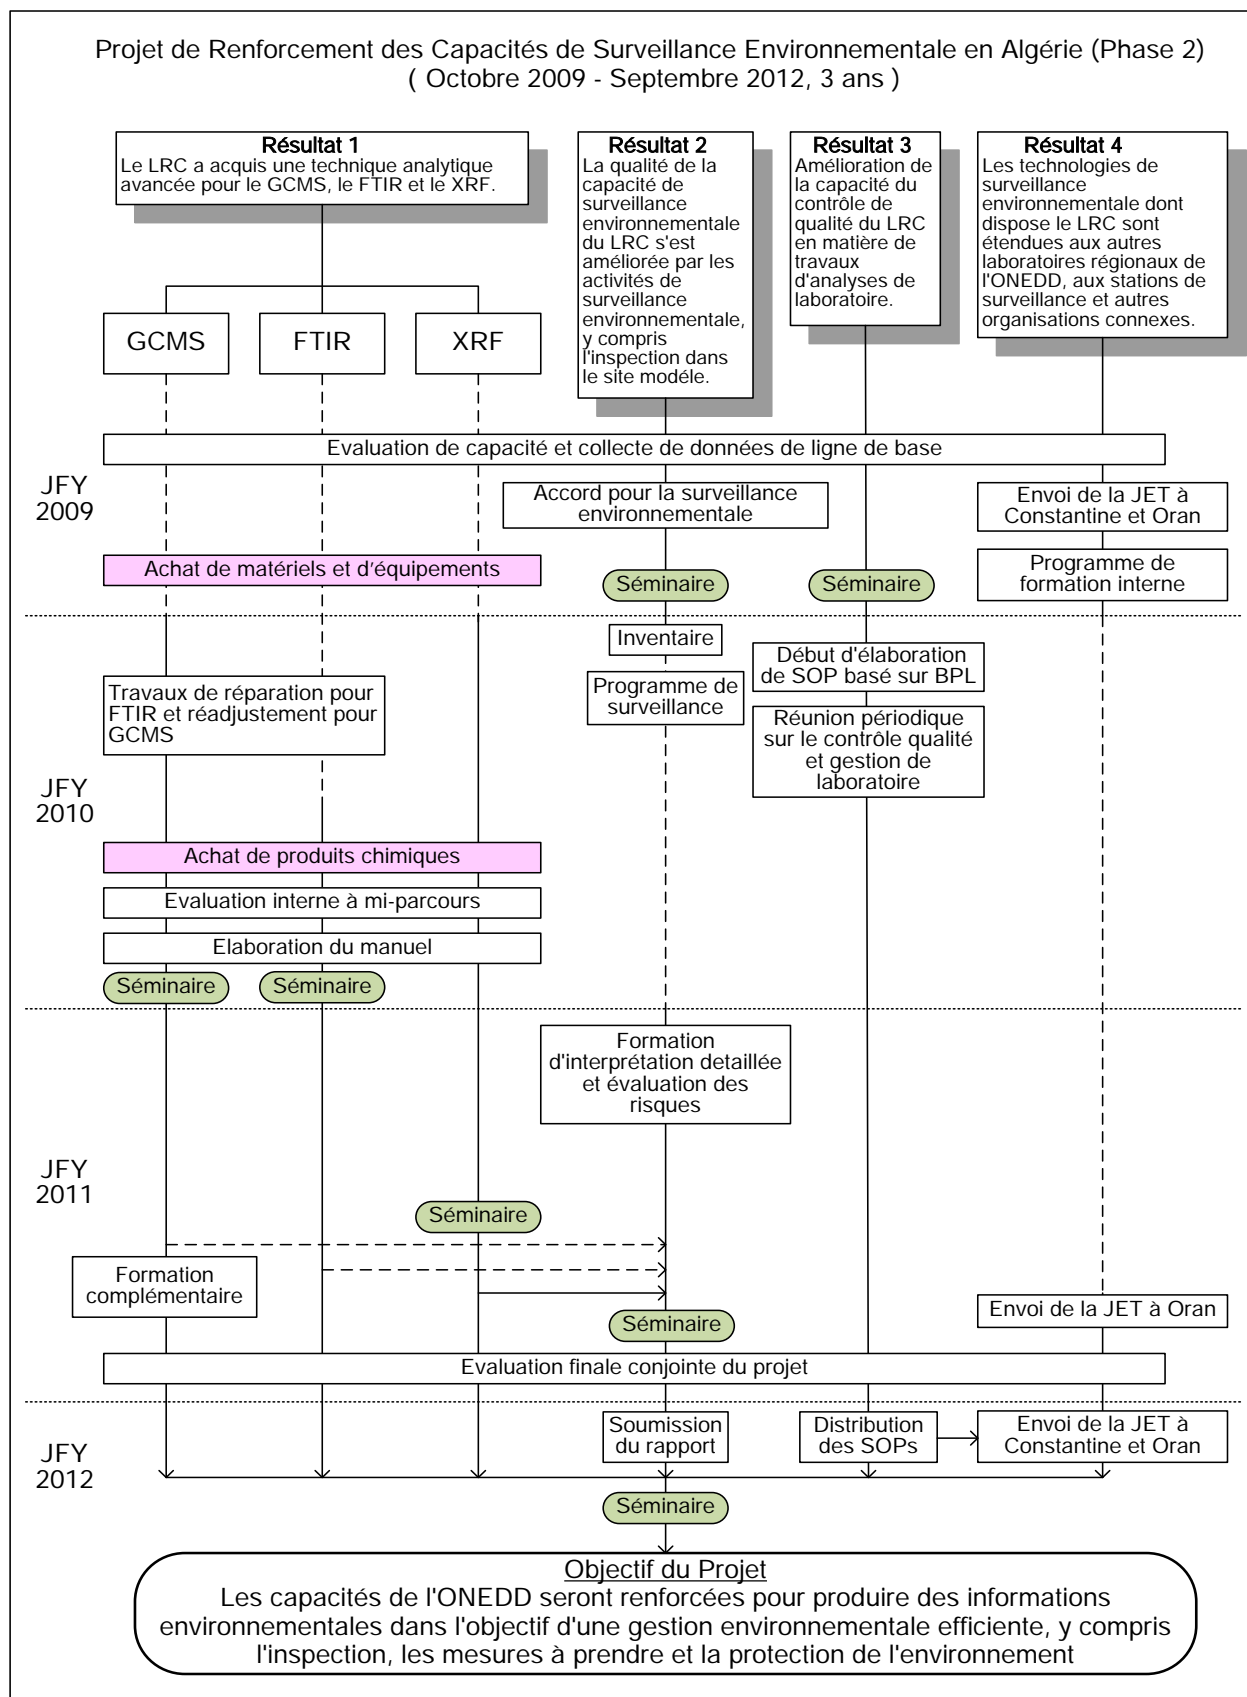 Projet de Renforcement des Capacités de Surveillance Environnementale en Algérie (Phase 2)
( Octobre 2009 - Septembre 2012, 3 ans )
Résultat 1
Le LRC a acquis une technique analytique
avancée pour le GCMS, le FTIR et le XRF.
Résultat 2
La qualité de la
capacité de
surveillance
environnementale
du LRC s'est
améliorée par les
activités de
surveillance
environnementale,
y compris
l'inspection dans
le site modéle.
Résultat 3
Amélioration de
la capacité du
contrôle de
qualité du LRC
en matière de
travaux
d'analyses de
laboratoire.
Résultat 4
Les technologies de
surveillance
environnementale dont
dispose le LRC sont
étendues aux autres
laboratoires régionaux de
l'ONEDD, aux stations de
surveillance et autres
organisations connexes.
GCMS
FTIR
XRF
Evaluation de capacité et collecte de données de ligne de base
JFY
2009
Accord pour la surveillance
environnementale
Envoi de la JET à
Constantine et Oran
Achat de matériels et d'équipements
Séminaire
Séminaire
Programme de
formation interne
Inventaire
Programme de
surveillance
Début d'élaboration
de SOP basé sur BPL
Travaux de réparation pour
FTIR et réadjustement pour
GCMS
Réunion périodique
sur le contrôle qualité
et gestion de
laboratoire
JFY
2010
Achat de produits chimiques
Evaluation interne à mi-parcours
Elaboration du manuel
Séminaire
Séminaire
Formation
d'interprétation detaillée
et évaluation des
risques
JFY
2011
Séminaire
Formation
complémentaire
Séminaire
Envoi de la JET à Oran
Evaluation finale conjointe du projet
JFY
2012
Soumission
du rapport
Distribution
des SOPs
Envoi de la JET à
Constantine et Oran
Séminaire
Objectif du Projet
Les capacités de l'ONEDD seront renforcées pour produire des informations
environnementales dans l'objectif d'une gestion environnementale efficiente, y compris
l'inspection, les mesures à prendre et la protection de l'environnement